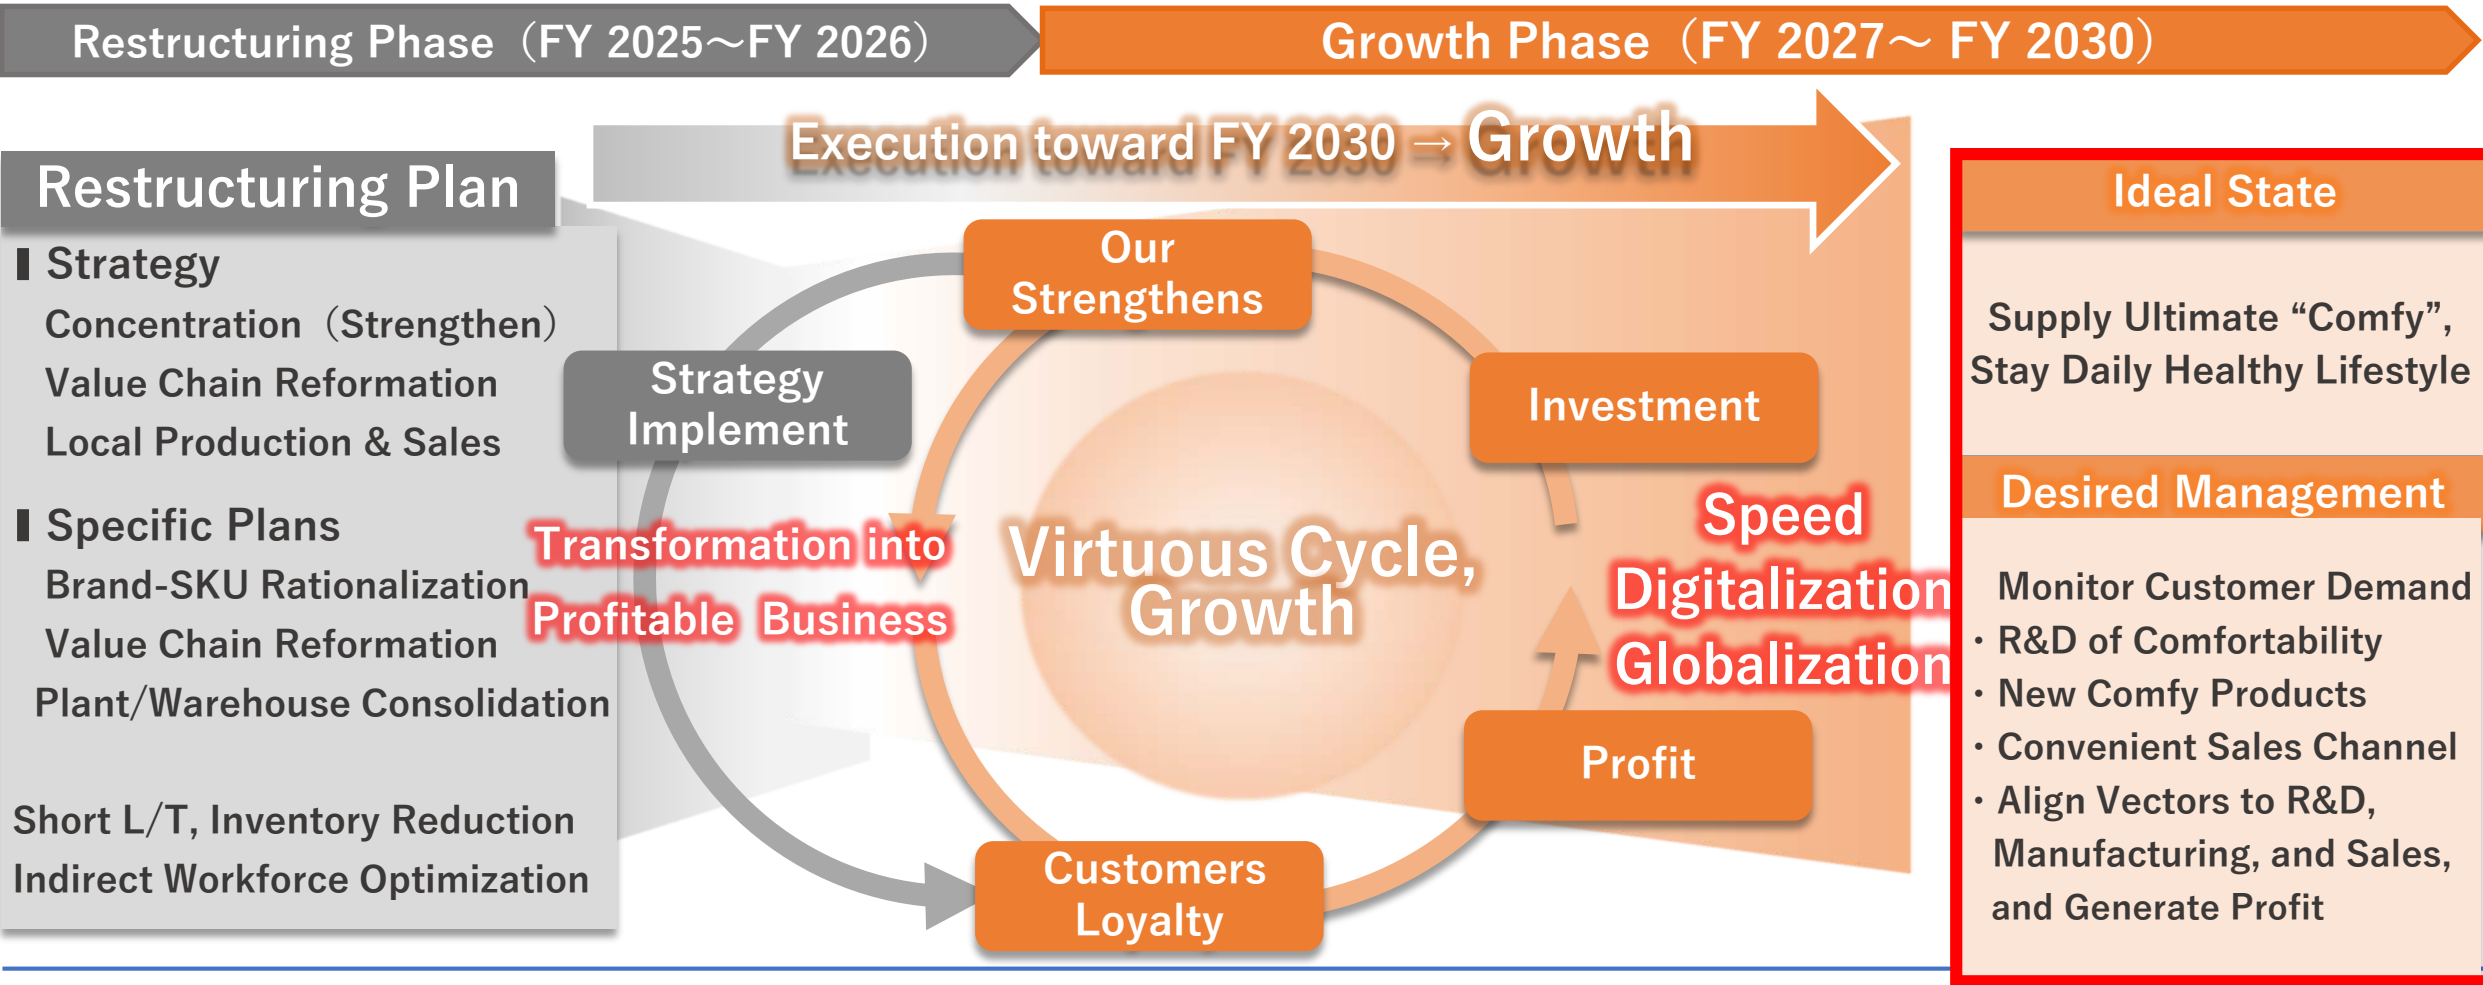 Restructuring Phase（FY 2025～FY 2026）
Growth Phase（FY 2027～ FY 2030）
Execution toward FY 2030 → Growth
Restructuring Plan
▌Strategy
Concentration（Strengthen）
Value Chain Reformation
Local Production & Sales
▌Specific Plans
Brand-SKU Rationalization
Value Chain Reformation
Plant/Warehouse Consolidation
Short L/T, Inventory Reduction
Indirect Workforce Optimization
Our
Strengthens
Strategy
Implement
Investment
Transformation into
Profitable Business
Virtuous Cycle,
Growth
Speed
Digitalization
Globalization
Profit
Customers
Loyalty
Ideal State
Supply Ultimate “Comfy”,
Stay Daily Healthy Lifestyle
Desired Management
Monitor Customer Demand
・R&D of Comfortability
・New Comfy Products
・Convenient Sales Channel
・Align Vectors to R&D,
Manufacturing, and Sales,
and Generate Profit